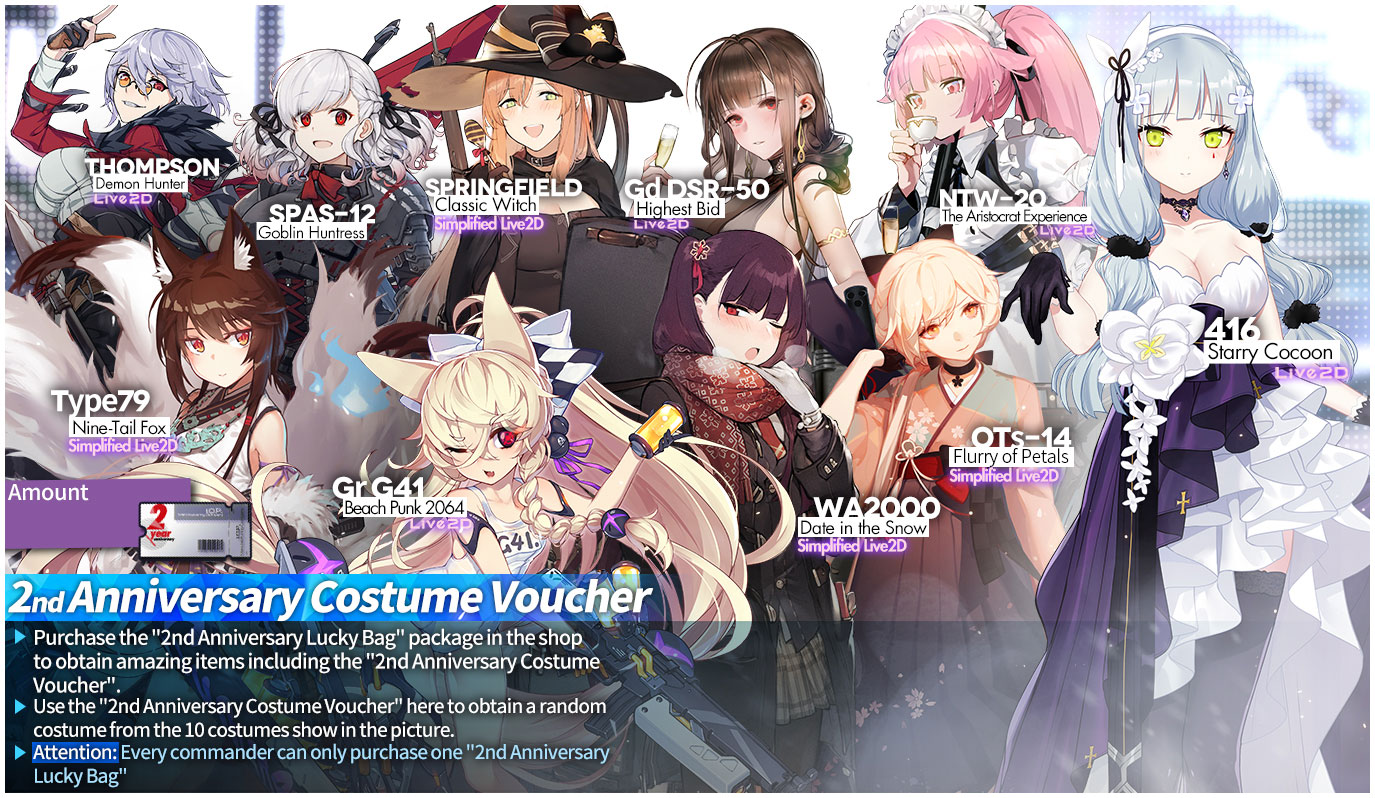 THOMPSON
Demon Hunter
Live2D
SPAS-12
Goblin Huntress
SPRINGFIELD
Classic Witch
Simplified Live2D
Gd DSR-50
Highest Bid
Live2D
NTW-20
The Aristocrat Experience
Live2D
416
Starry Cocoon
Live2D
Type79
Nine-Tail Fox
Simplified Live2D
Gr G41
Beach Punk 2064
Live2D
G41.
WA2000
Date in the Snow
Simplified Live2D
OTs-14
Flurry of Petals
Simplified Live2D
Amount
2
year
anniversary
I.O.P.
2nd Anniversary Costume Voucher
Purchase the "2nd Anniversary Lucky Bag" package in the shop
to obtain amazing items including the "2nd Anniversary Costume
Voucher".
Use the "2nd Anniversary Costume Voucher" here to obtain a random
costume from the 10 costumes show in the picture.
Attention: Every commander can only purchase one "2nd Anniversary
Lucky Bag"